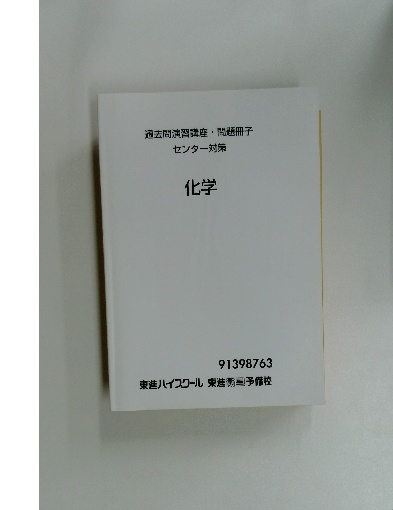 過去問演習講座・問題冊子
センター対策
化学
91398763
東進ハイスクール 東進衛星予備校